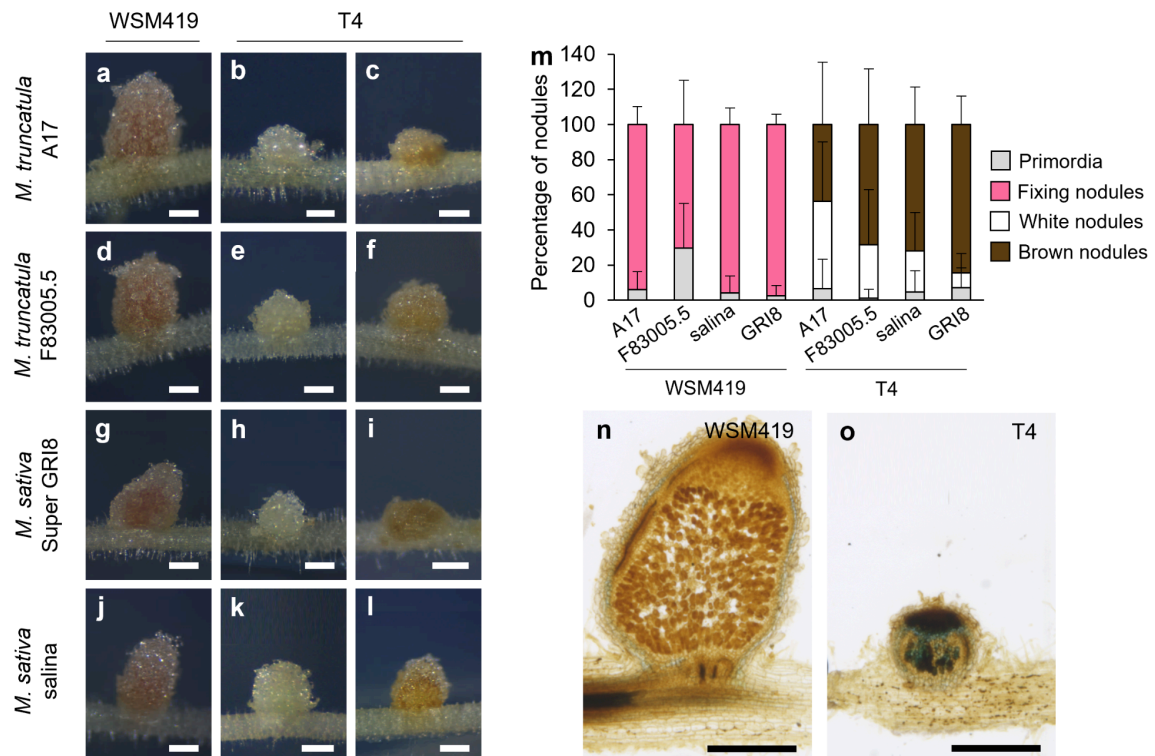 WSM419
T4
M. truncatula
A17
a
b
c
M. truncatula
F83005.5
d
e
f
M. sativa
Super GRI8
g
h
i
M. sativa
salina
j
k
l
m
Percentage of nodules
140
120
100
80
60
40
20
0
A17
F83005.5
salina
GRI8
A17
F83005.5
salina
GRI8
WSM419
T4
Primordia
Fixing nodules
White nodules
Brown nodules
n
WSM419
o
T4